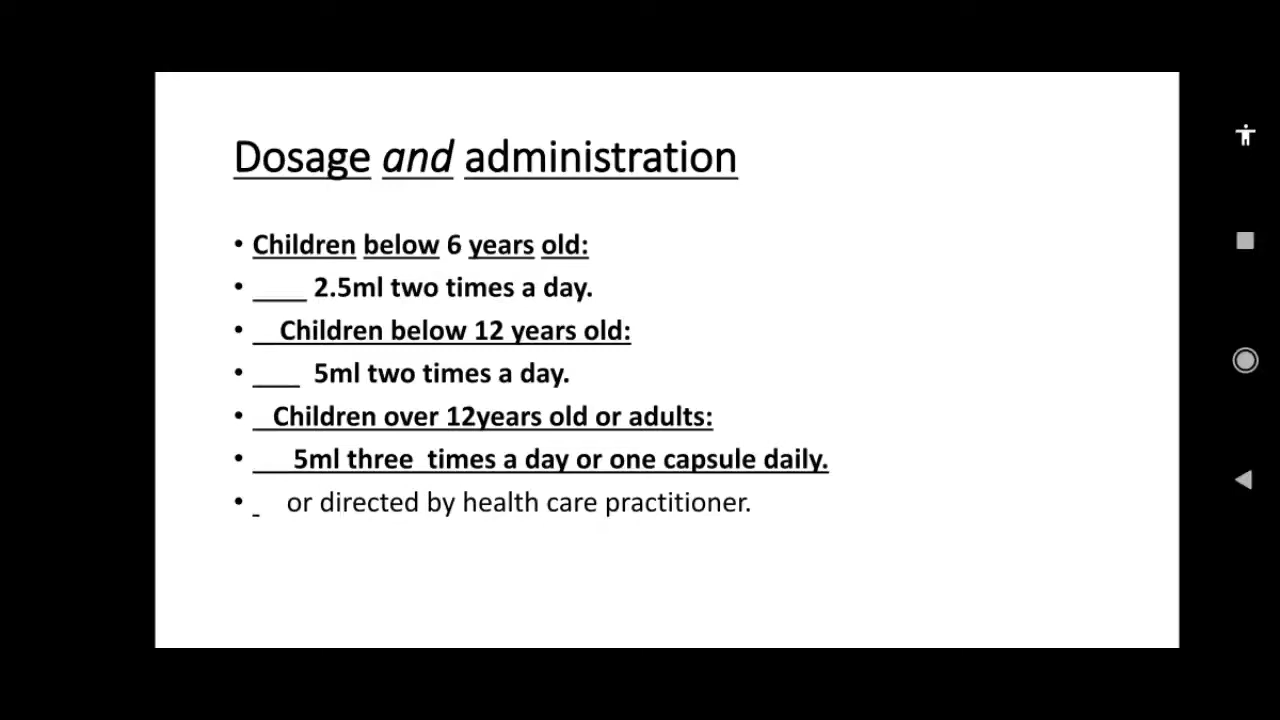 Dosage and administration
• Children below 6 years old:
• ____ 2.5ml two times a day.
• __Children below 12 years old:
• ___ 5ml two times a day.
• _ Children over 12years old or adults:
• ___ 5ml three  times a day or one capsule daily.
• _ or directed by health care practitioner.